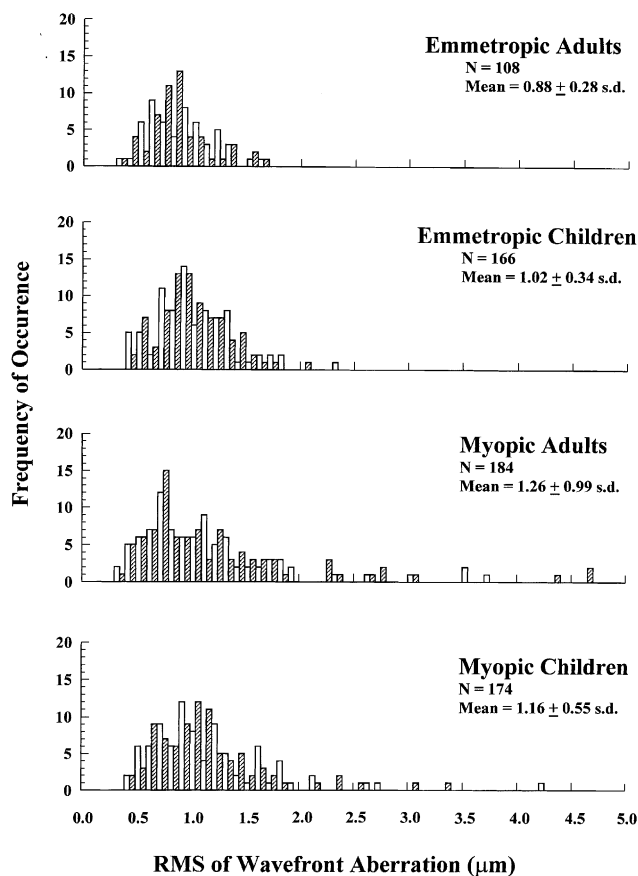 20
15
10
5
0
Emmetropic Adults
N = 108
Mean = 0.88 ± 0.28 s.d.
20
15
10
5
0
Emmetropic Children
N = 166
Mean = 1.02 ± 0.34 s.d.
Frequency of Occurence
20
15
10
5
0
Myopic Adults
N = 184
Mean = 1.26 ± 0.99 s.d.
20
15
10
5
0
Myopic Children
N = 174
Mean = 1.16 ± 0.55 s.d.
0.0 0.5 1.0 1.5 2.0 2.5 3.0 3.5 4.0 4.5 5.0
RMS of Wavefront Aberration (μm)